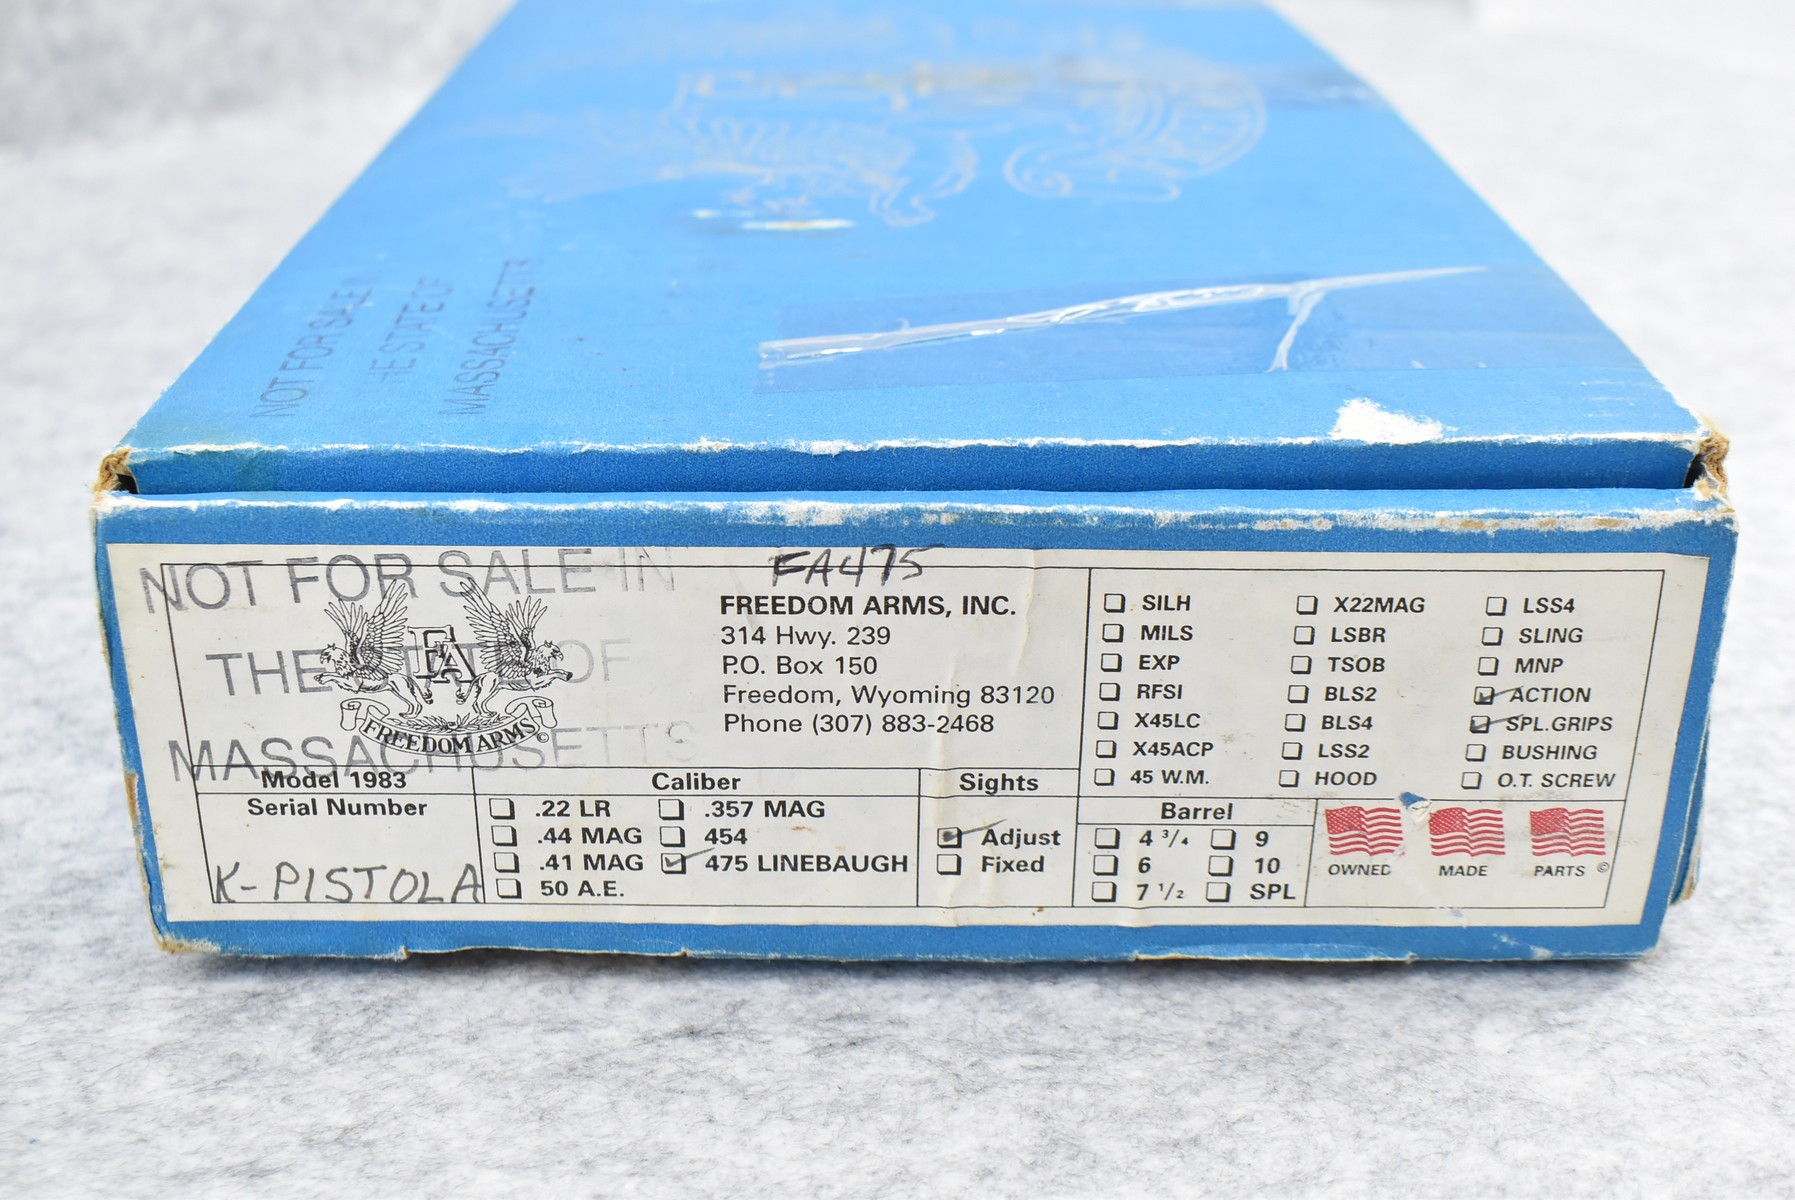 NOT FOR SALE
THE STATE OF
MASSACHUSETTS
NOT FOR SALE IN
THE STATE OF
MASSACHUSETTS
FA
FREEDOM ARMS ©
FA475
FREEDOM ARMS, INC.
314 Hwy. 239
P.O. Box 150
Freedom, Wyoming 83120
Phone (307) 883-2468
SILH X22MAG LSS4
MILS LSBR SLING
EXP TSOB MNP
RFSI BLS2 ACTION
X45LC BLS4 SPL.GRIPS
X45ACP LSS2 BUSHING
45 W.M. HOOD O.T. SCREW
Model 1983
Serial Number
K-PISTOLA
Caliber
.22 LR .357 MAG
.44 MAG 454
.41 MAG 475 LINEBAUGH
50 A.E.
Sights
Adjust
Fixed
Barrel
4 3/4 9
6 10
7 1/2 SPL
OWNED MADE PARTS ©